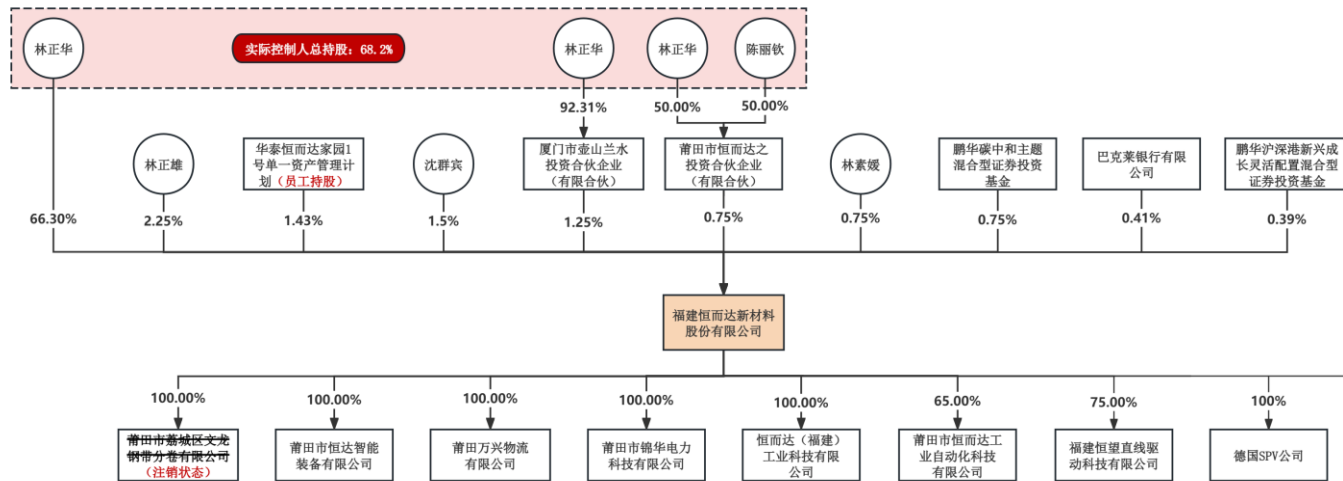 林正华
实际控制人总持股：68.2%
林正华
林正华
陈丽钦
92.31%
50.00%
50.00%
林正雄
华泰恒而达家园1
号单一资产管理计
划（员工持股）
沈群宾
厦门市壶山兰水
投资合伙企业
（有限合伙）
莆田市恒而达之
投资合伙企业
（有限合伙）
林素媛
鹏华碳中和主题
混合型证券投资
基金
巴克莱银行有限
公司
鹏华沪深港新兴成
长灵活配置混合型
证券投资基金
66.30%
2.25%
1.43%
1.5%
1.25%
0.75%
0.75%
0.75%
0.41%
0.39%
福建恒而达新材料
股份有限公司
100.00%
100.00%
100.00%
100.00%
100.00%
65.00%
75.00%
100%
莆田市荔城区文龙
钢带分卷有限公司
（注销状态）
莆田市恒达智能
装备有限公司
莆田万兴物流
有限公司
莆田市锦华电力
科技有限公司
恒而达（福建）
工业科技有限公
司
莆田市恒而达工
业自动化科技
有限公司
福建恒望直线驱
动科技有限公司
德国SPV公司